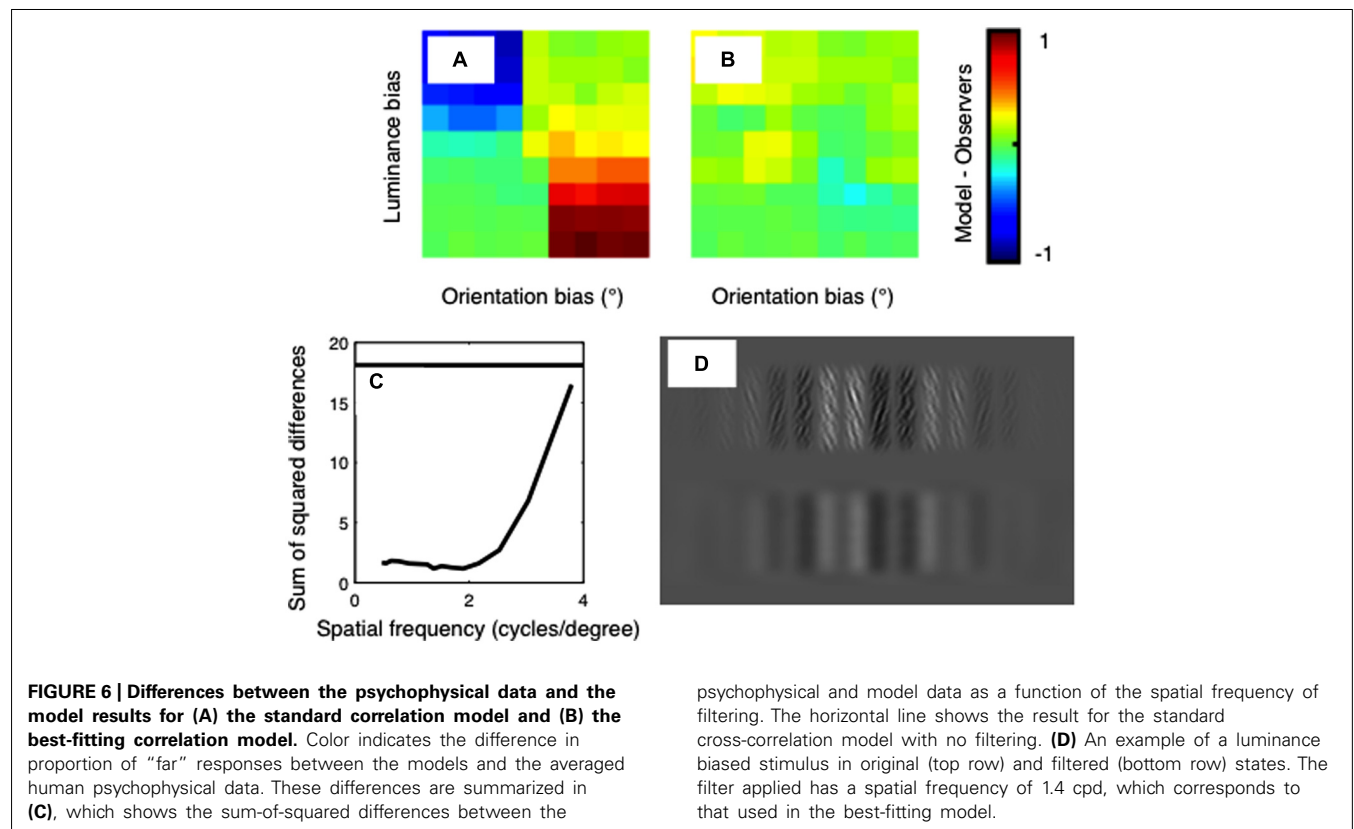 A
B
1
Luminance bias
Model - Observers
-1
Orientation bias (°)
Orientation bias (°)
20
15
10
5
0
Sum of squared differences
C
0
2
4
Spatial frequency (cycles/degree)
D
FIGURE 6 | Differences between the psychophysical data and the
model results for (A) the standard correlation model and (B) the
best-fitting correlation model. Color indicates the difference in
proportion of “far” responses between the models and the averaged
human psychophysical data. These differences are summarized in
(C), which shows the sum-of-squared differences between the
psychophysical and model data as a function of the spatial frequency of
filtering. The horizontal line shows the result for the standard
cross-correlation model with no filtering. (D) An example of a luminance
biased stimulus in original (top row) and filtered (bottom row) states. The
filter applied has a spatial frequency of 1.4 cpd, which corresponds to
that used in the best-fitting model.